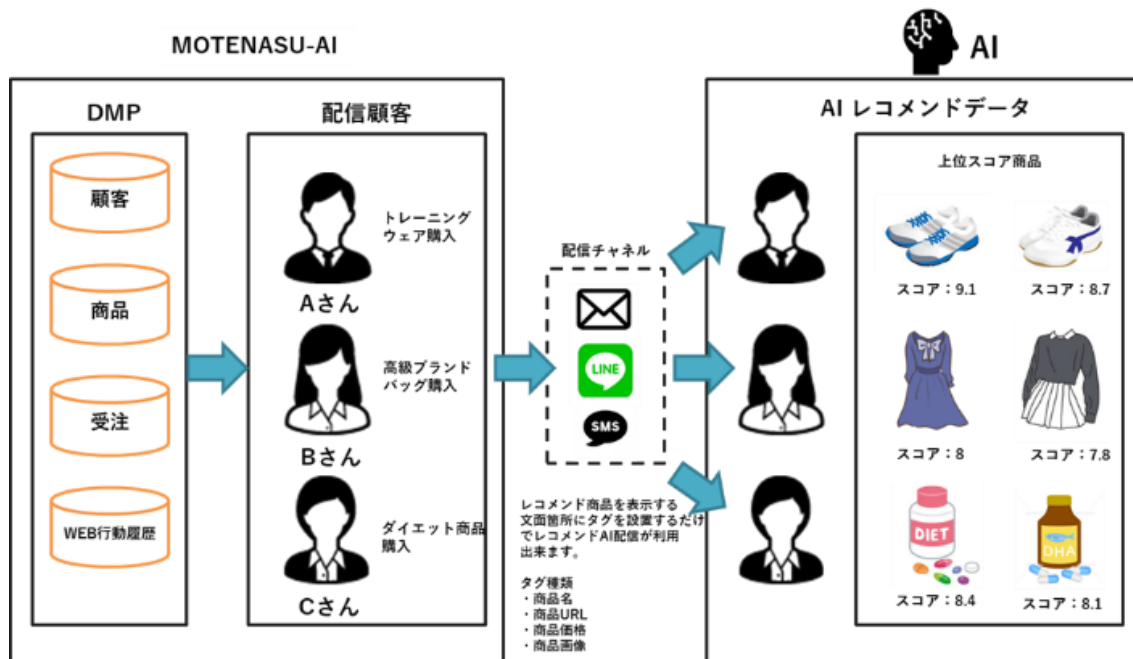 MOTENASU-AI
DMP
顧客
商品
受注
WEB行動履歴
配信顧客
トレーニング
ウェア購入
Aさん
高級ブランド
バッグ購入
Bさん
ダイエット商品
購入
Cさん
配信チャネル
LINE
SMS
レコメンド商品を表示する
文面箇所にタグを設置するだけ
でレコメンドAI配信が利用
出来ます。
タグ種類
・商品名
・商品URL
・商品価格
・商品画像
AI
AI レコメンドデータ
上位スコア商品
スコア：9.1
スコア：8.7
スコア：8
スコア：7.8
DIET
DHA
スコア：8.4
スコア：8.1